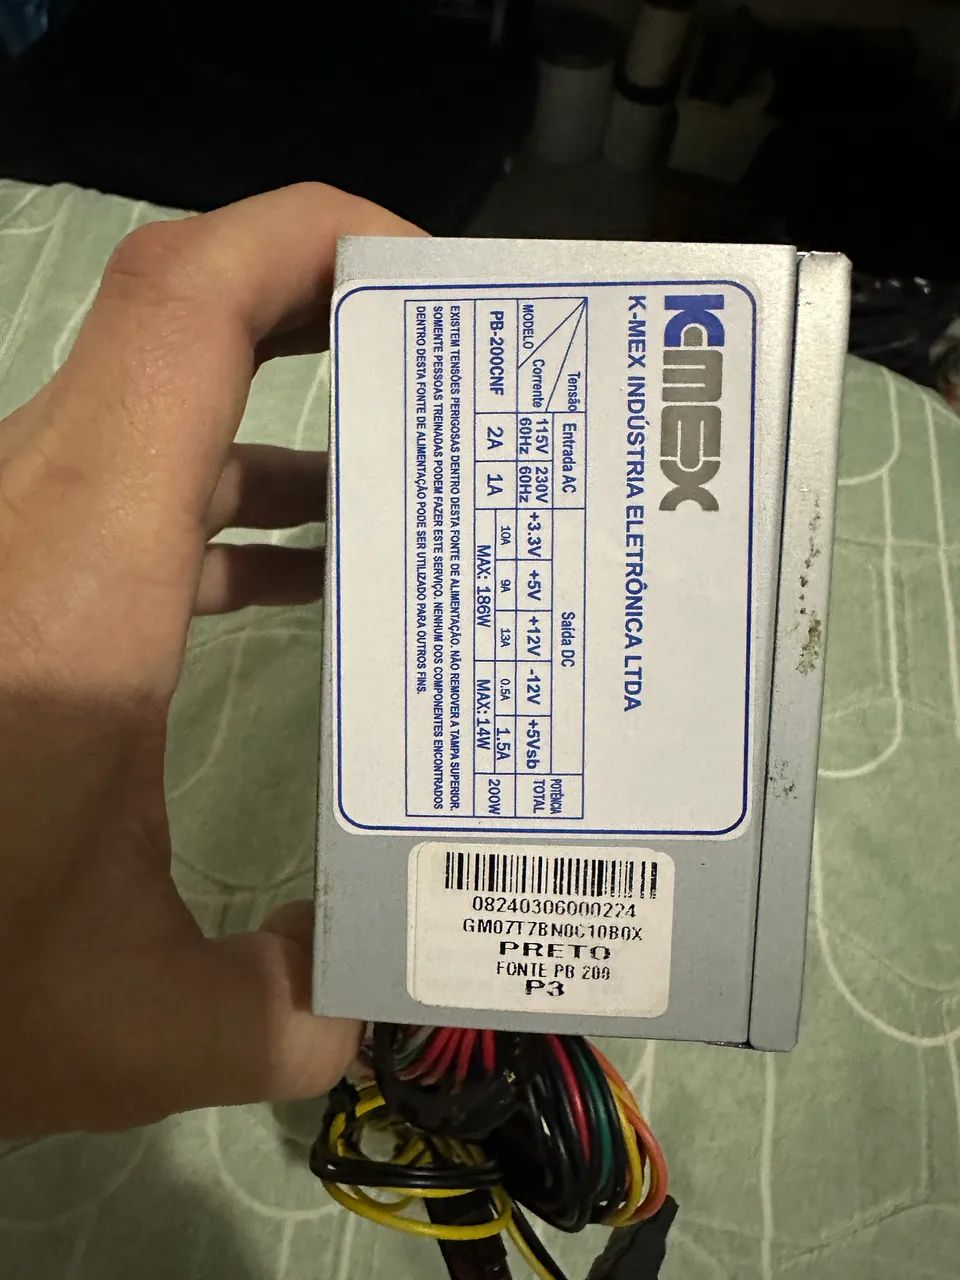 K-MEX
K-MEX INDÚSTRIA ELETRÔNICA LTDA
Tensão Entrada AC Saída DC POTÊNCIA TOTAL
Corrente 115V 60Hz 230V 60Hz +3.3V +5V +12V -12V +5Vsb
MODELO
PB-200CNF 2A 1A 10A 9A 13A 0.5A 1.5A 200W
MAX: 186W MAX: 14W
EXISTEM TENSÕES PERIGOSAS DENTRO DESTA FONTE DE ALIMENTAÇÃO. NÃO REMOVER A TAMPA SUPERIOR.
SOMENTE PESSOAS TREINADAS PODEM FAZER ESTE SERVIÇO. NENHUM DOS COMPONENTES ENCONTRADOS
DENTRO DESTA FONTE DE ALIMENTAÇÃO PODE SER UTILIZADO PARA OUTROS FINS.
08240306000224
GM07T7BN0C10B0X
PRETO
FONTE PB 200
P3